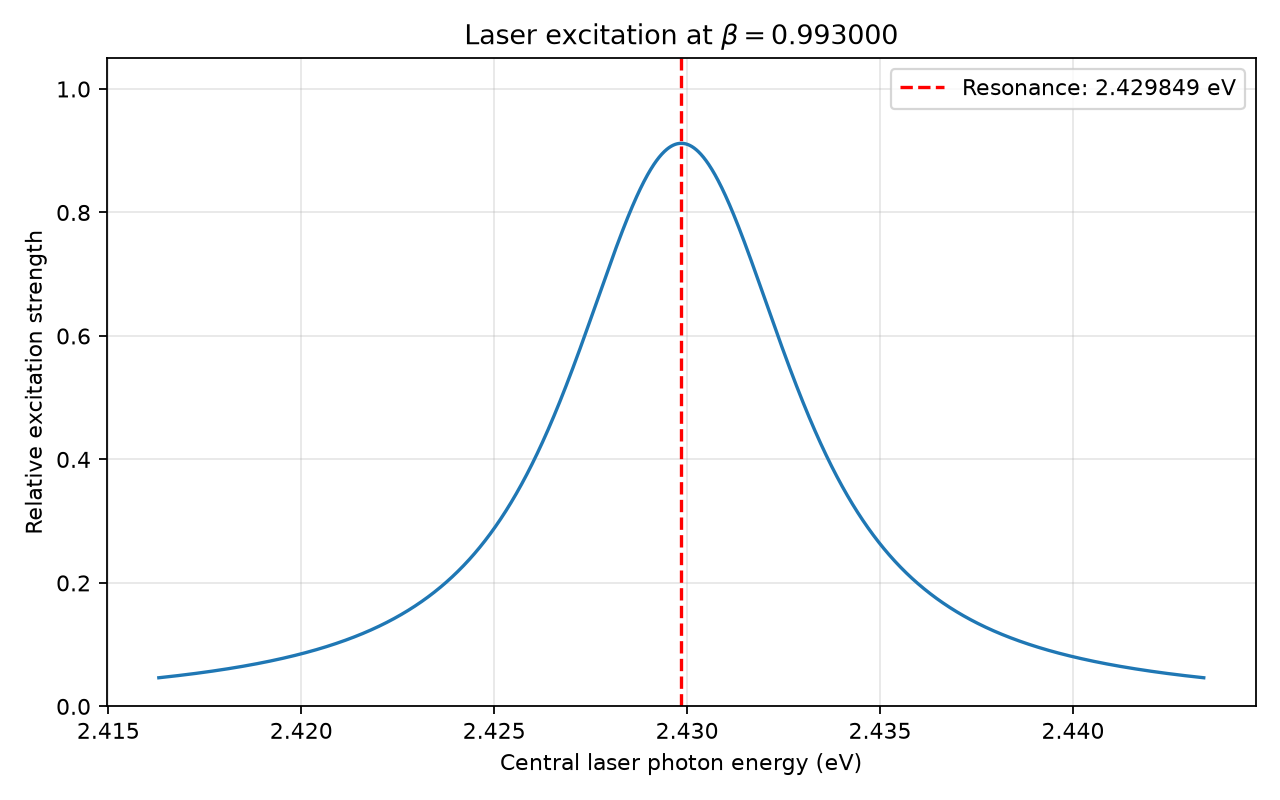 Laser excitation at β = 0.993000
Resonance: 2.429849 eV
Relative excitation strength
1.0
0.8
0.6
0.4
0.2
0.0
2.415 2.420 2.425 2.430 2.435 2.440
Central laser photon energy (eV)